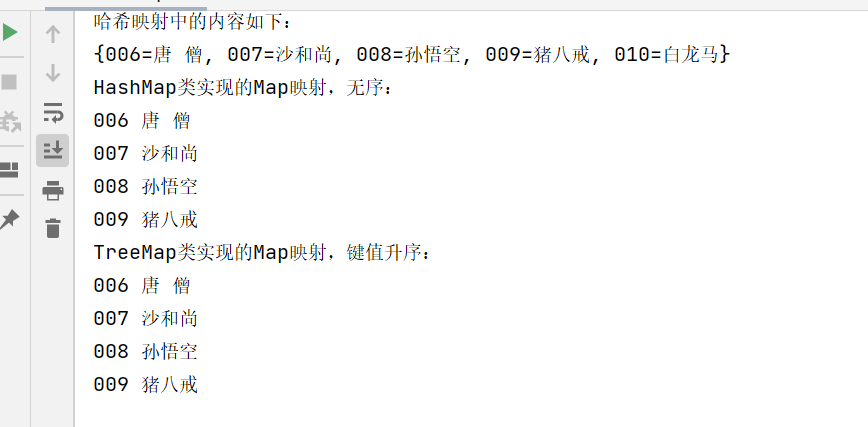 哈希映射中的内容如下:
{006=唐 僧, 007=沙和尚, 008=孙悟空, 009=猪八戒, 010=白龙马}
HashMap类实现的Map映射，无序:
006 唐 僧
007 沙和尚
008 孙悟空
009 猪八戒
TreeMap类实现的Map映射，键值升序:
006 唐 僧
007 沙和尚
008 孙悟空
009 猪八戒